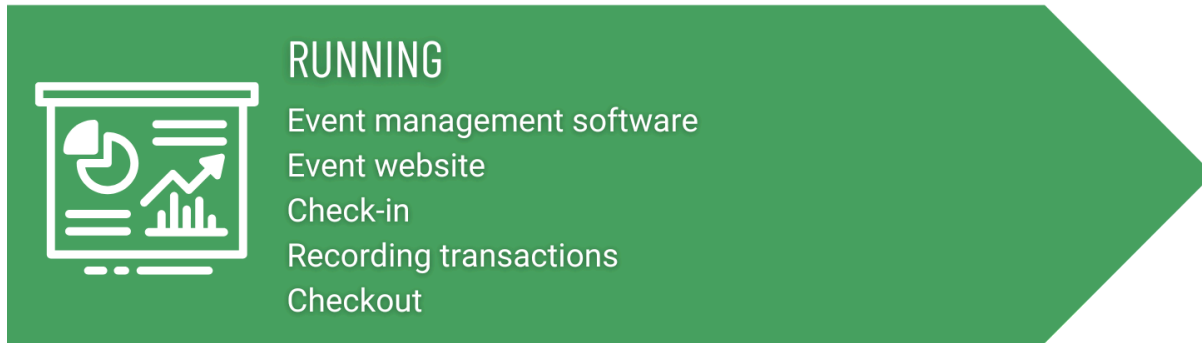 RUNNING
Event management software
Event website
Check-in
Recording transactions
Checkout